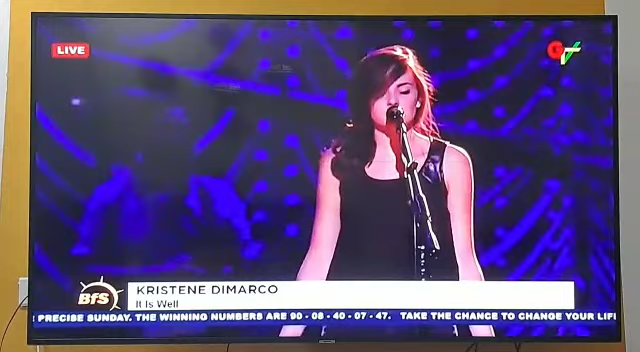 LIVE
GTV
KRISTENE DIMARCO
It Is Well
BfS
: PRECISE SUNDAY. THE WINNING NUMBERS ARE 90 - 08 - 40 - 07 - 47. TAKE THE CHANCE TO CHANGE YOUR LIF